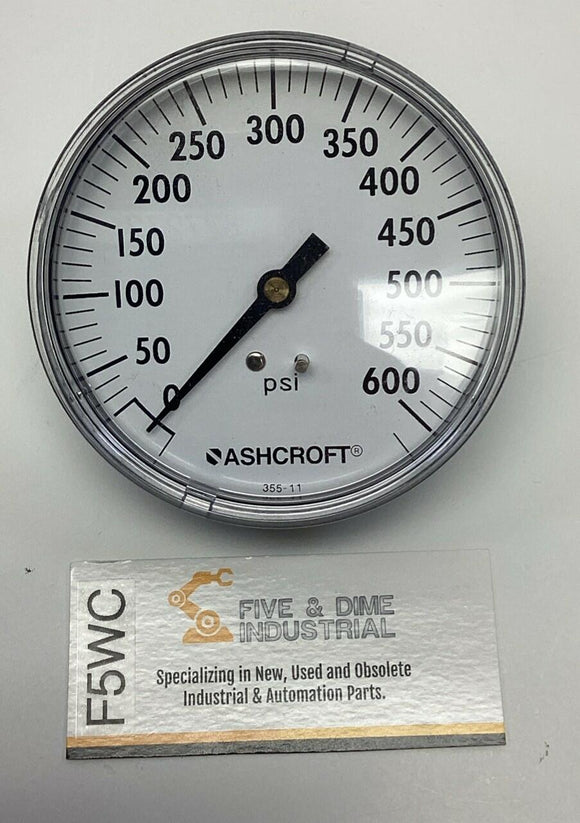 0
50
100
150
200
250
300
350
400
450
500
550
600
psi
ASHCROFT®
355-11
F5WC
FIVE & DIME
INDUSTRIAL
Specializing in New, Used and Obsolete
Industrial & Automation Parts.